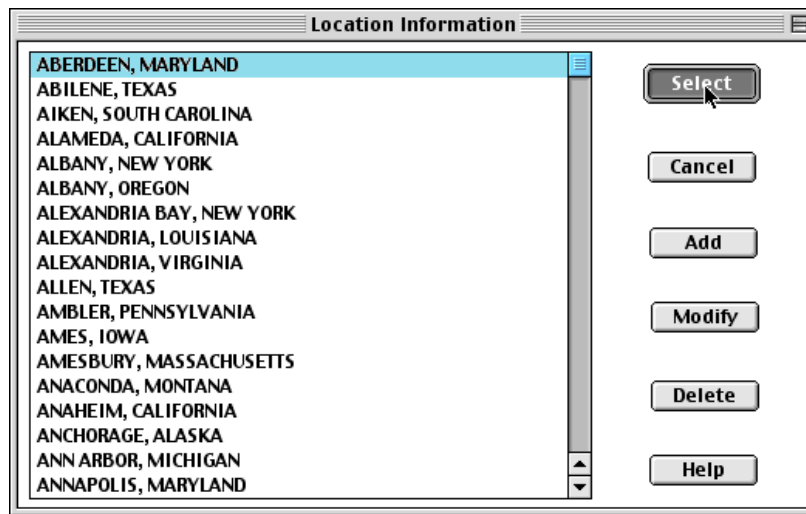 Location Information
ABERDEEN, MARYLAND
ABILENE, TEXAS
AIKEN, SOUTH CAROLINA
ALAMEDA, CALIFORNIA
ALBANY, NEW YORK
ALBANY, OREGON
ALEXANDRIA BAY, NEW YORK
ALEXANDRIA, LOUISIANA
ALEXANDRIA, VIRGINIA
ALLEN, TEXAS
AMBLER, PENNSYLVANIA
AMES, IOWA
AMESBURY, MASSACHUSETTS
ANACONDA, MONTANA
ANAHEIM, CALIFORNIA
ANCHORAGE, ALASKA
ANN ARBOR, MICHIGAN
ANNAPOLIS, MARYLAND
Select
Cancel
Add
Modify
Delete
Help